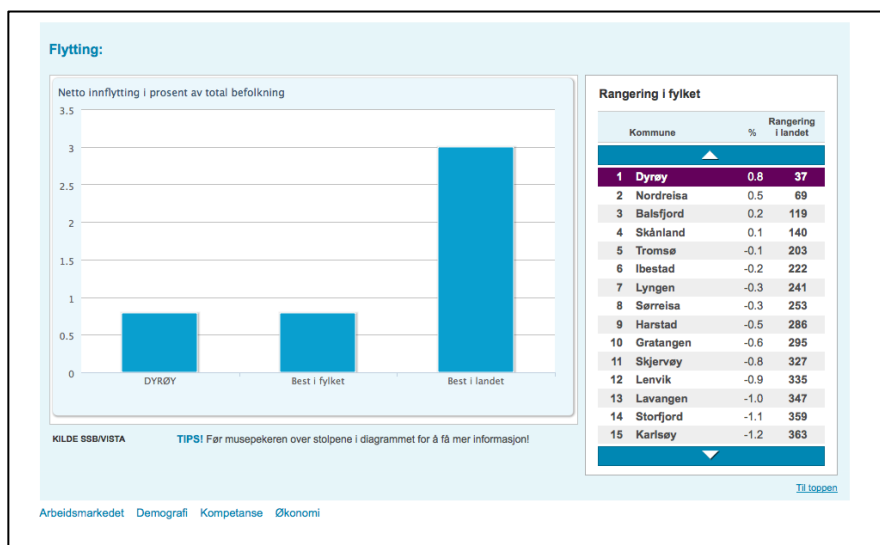 Flytting:
Netto innflytting i prosent av total befolkning
3.5
3
2.5
2
1.5
1
0.5
0
DYRØY Best i fylket Best i landet
KILDE SSB/VISTA TIPS! Før musepekeren over stolpene i diagrammet for å få mer informasjon!
Rangering i fylket
Kommune % Rangering i landet
1 Dyrøy 0.8 37
2 Nordreisa 0.5 69
3 Balsfjord 0.2 119
4 Skånland 0.1 140
5 Tromsø -0.1 203
6 Ibestad -0.2 222
7 Lyngen -0.3 241
8 Sørreisa -0.3 253
9 Harstad -0.5 286
10 Gratangen -0.6 295
11 Skjervøy -0.8 327
12 Lenvik -0.9 335
13 Lavangen -1.0 347
14 Storfjord -1.1 359
15 Karlsøy -1.2 363
Til toppen
Arbeidsmarkedet Demografi Kompetanse Økonomi